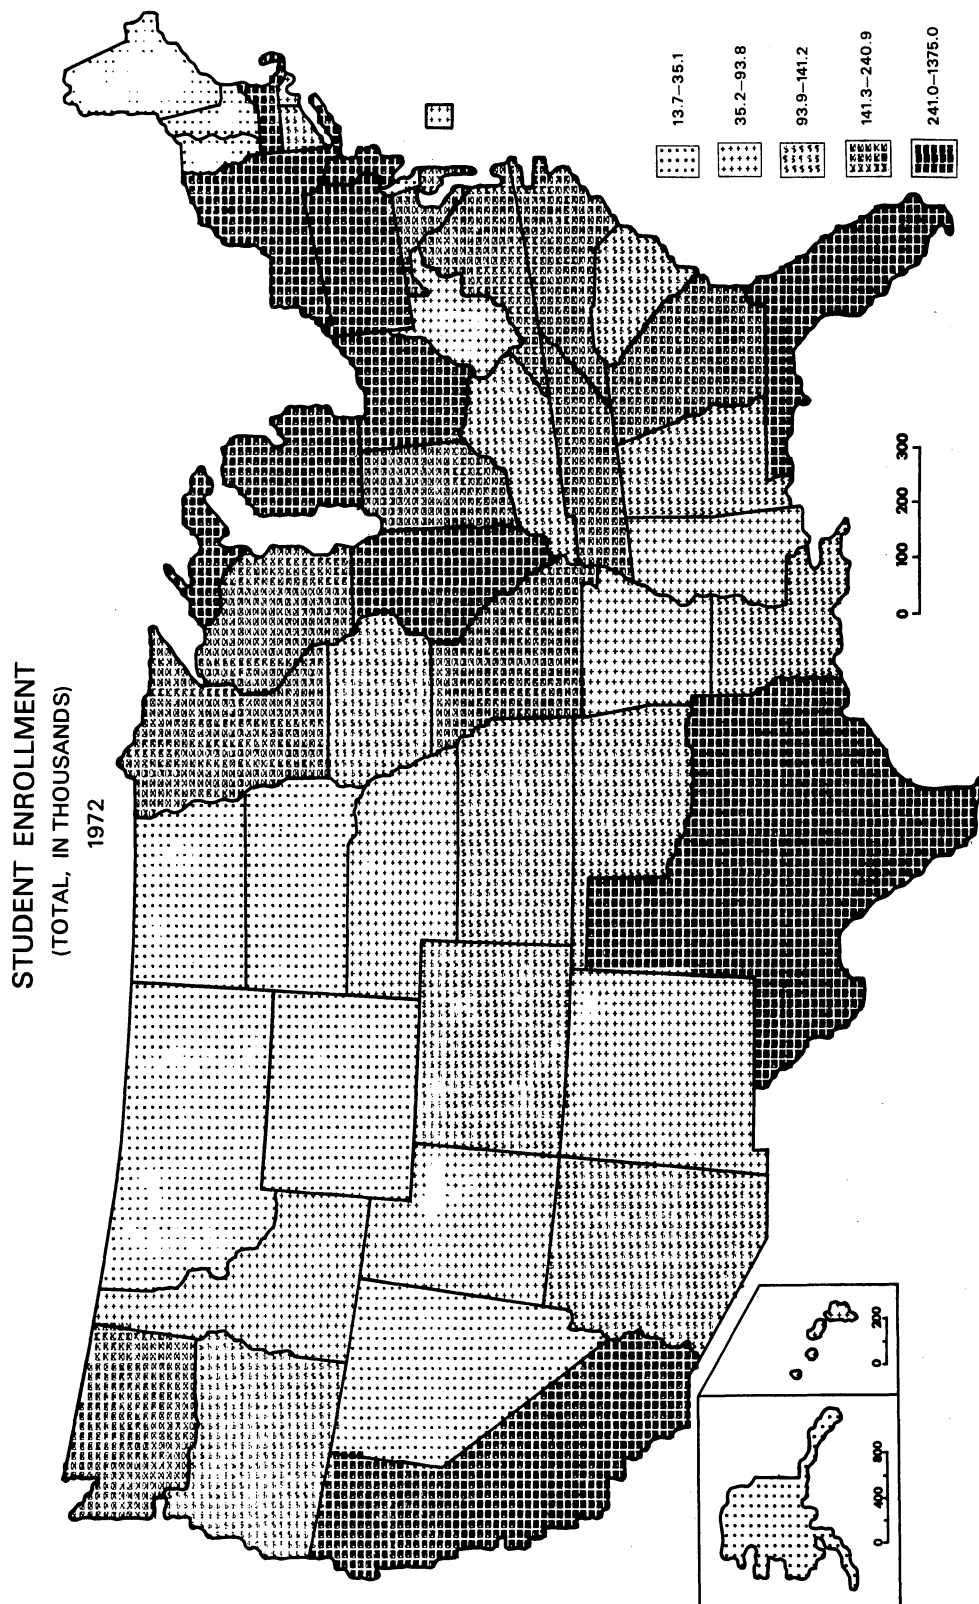 STUDENT ENROLLMENT
(TOTAL, IN THOUSANDS)
1972
13.7–35.1
35.2–93.8
93.9–141.2
141.3–240.9
241.0–1375.0
0 100 200 300
0 200
0 400 800